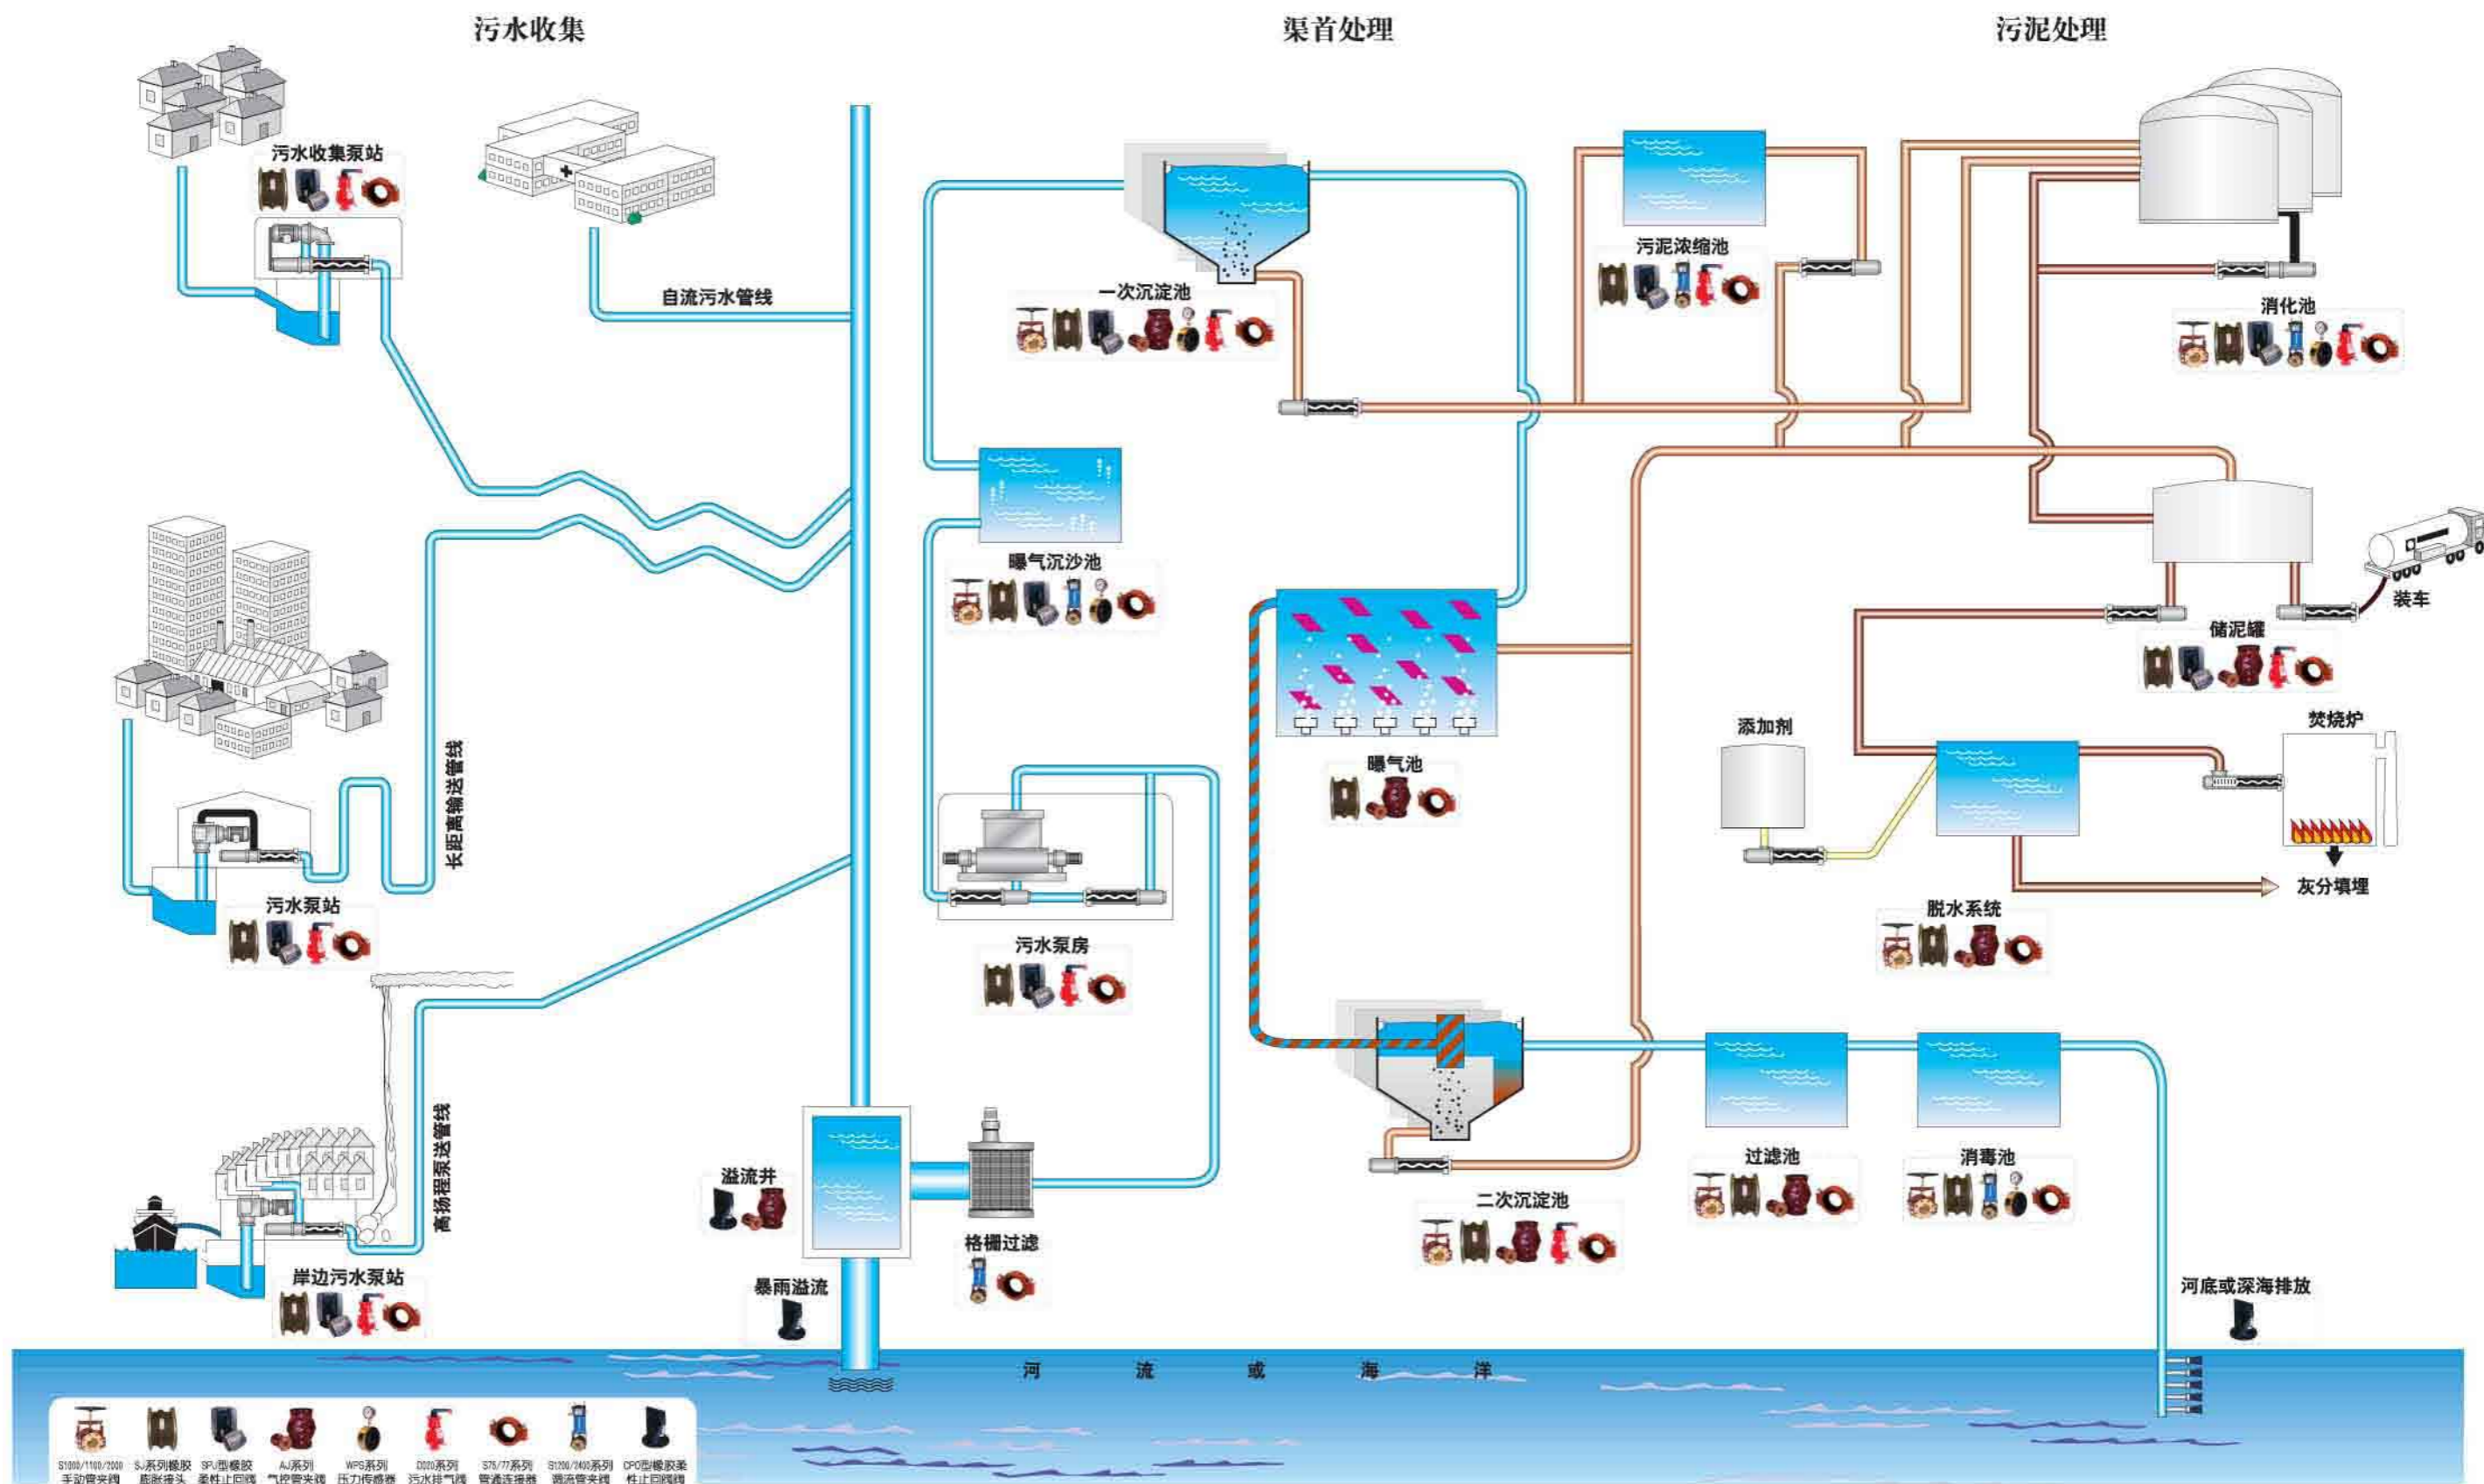 污水收集
渠首处理
污泥处理
污水收集泵站
自流污水管线
一次沉淀池
污泥浓缩池
消化池
曝气沉沙池
装车
储泥罐
添加剂
焚烧炉
长距离输送管线
曝气池
污水泵站
污水泵房
灰分填埋
脱水系统
高扬程泵送管线
溢流井
格栅过滤
二次沉淀池
过滤池
消毒池
岸边污水泵站
暴雨溢流
河底或深海排放
河流或海洋
S1000/1100/2000
手动管夹阀
SJ系列橡胶
膨胀接头
SPJ型橡胶
柔性止回阀
AJ系列
气控管夹阀
WPS系列
压力传感器
D020系列
污水排气阀
S75/77系列
管道连接器
S1200/2400系列
调流管夹阀
CPO型橡胶柔
性止回阀阀